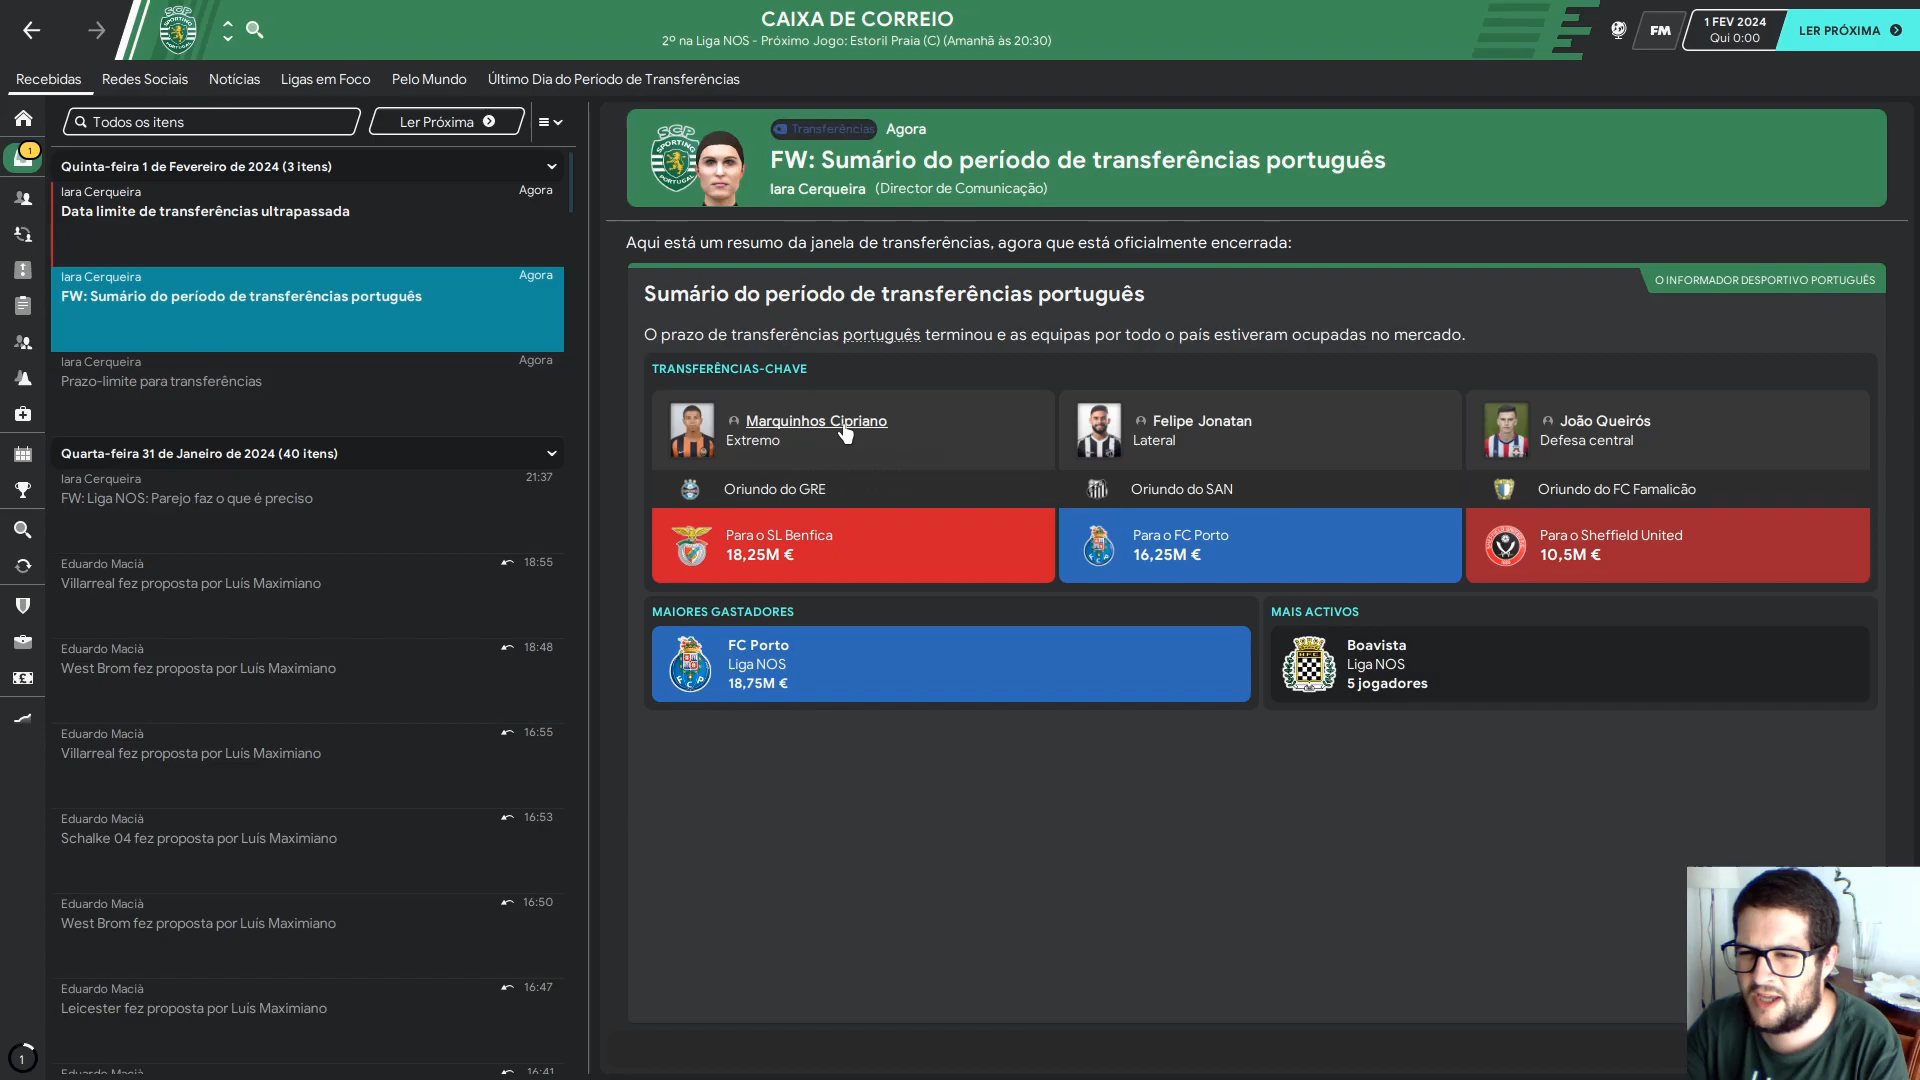 CAIXA DE CORREIO
2º na Liga NOS - Próximo Jogo: Estoril Praia (C) (Amanhã às 20:30)
FM
1 FEV 2024
Qui 0:00
LER PRÓXIMA
Recebidas
Redes Sociais
Notícias
Ligas em Foco
Pelo Mundo
Último Dia do Período de Transferências
Todos os itens
Ler Próxima
1
Quinta-feira 1 de Fevereiro de 2024 (3 itens)
Iara Cerqueira
Agora
Data limite de transferências ultrapassada
Iara Cerqueira
Agora
FW: Sumário do período de transferências português
Iara Cerqueira
Agora
Prazo-limite para transferências
Quarta-feira 31 de Janeiro de 2024 (40 itens)
Iara Cerqueira
21:37
FW: Liga NOS: Parejo faz o que é preciso
Eduardo Macià
18:55
Villarreal fez proposta por Luís Maximiano
Eduardo Macià
18:48
West Brom fez proposta por Luís Maximiano
Eduardo Macià
16:55
Villarreal fez proposta por Luís Maximiano
Eduardo Macià
16:53
Schalke 04 fez proposta por Luís Maximiano
Eduardo Macià
16:50
West Brom fez proposta por Luís Maximiano
Eduardo Macià
16:47
Leicester fez proposta por Luís Maximiano
Eduardo Macià
16:41
1
Transferências
Agora
FW: Sumário do período de transferências português
Iara Cerqueira (Director de Comunicação)
Aqui está um resumo da janela de transferências, agora que está oficialmente encerrada:
O INFORMADOR DESPORTIVO PORTUGUÊS
Sumário do período de transferências português
O prazo de transferências português terminou e as equipas por todo o país estiveram ocupadas no mercado.
TRANSFERÊNCIAS-CHAVE
Marquinhos Cipriano
Extremo
Oriundo do GRE
Para o SL Benfica
18,25M €
Felipe Jonatan
Lateral
Oriundo do SAN
Para o FC Porto
16,25M €
João Queirós
Defesa central
Oriundo do FC Famalicão
Para o Sheffield United
10,5M €
MAIORES GASTADORES
FC Porto
Liga NOS
18,75M €
MAIS ACTIVOS
Boavista
Liga NOS
5 jogadores